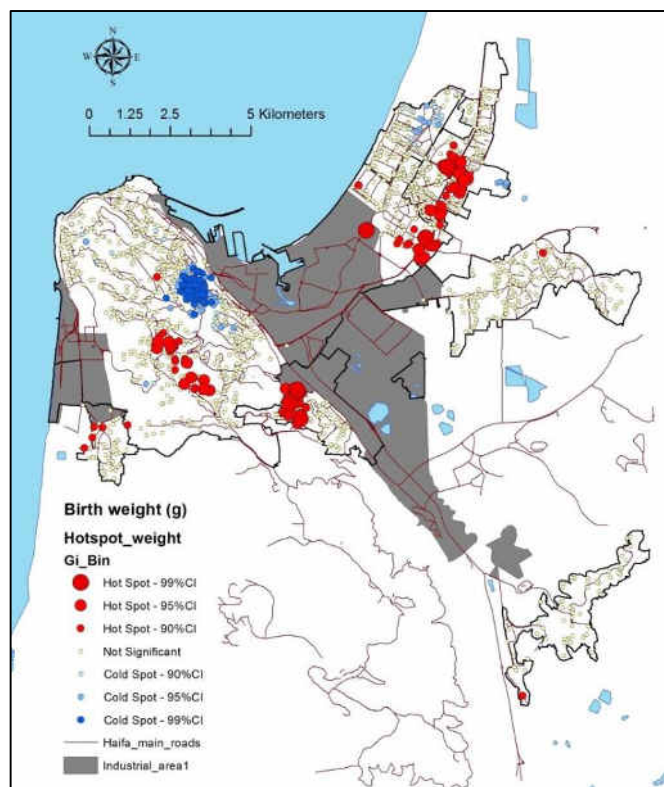 N
W E
S
0 1.25 2.5 5 Kilometers
Birth weight (g)
Hotspot_weight
Gi_Bin
Hot Spot - 99%CI
Hot Spot - 95%CI
Hot Spot - 90%CI
Not Significant
Cold Spot - 90%CI
Cold Spot - 95%CI
Cold Spot - 99%CI
Haifa_main_roads
Industrial_area1